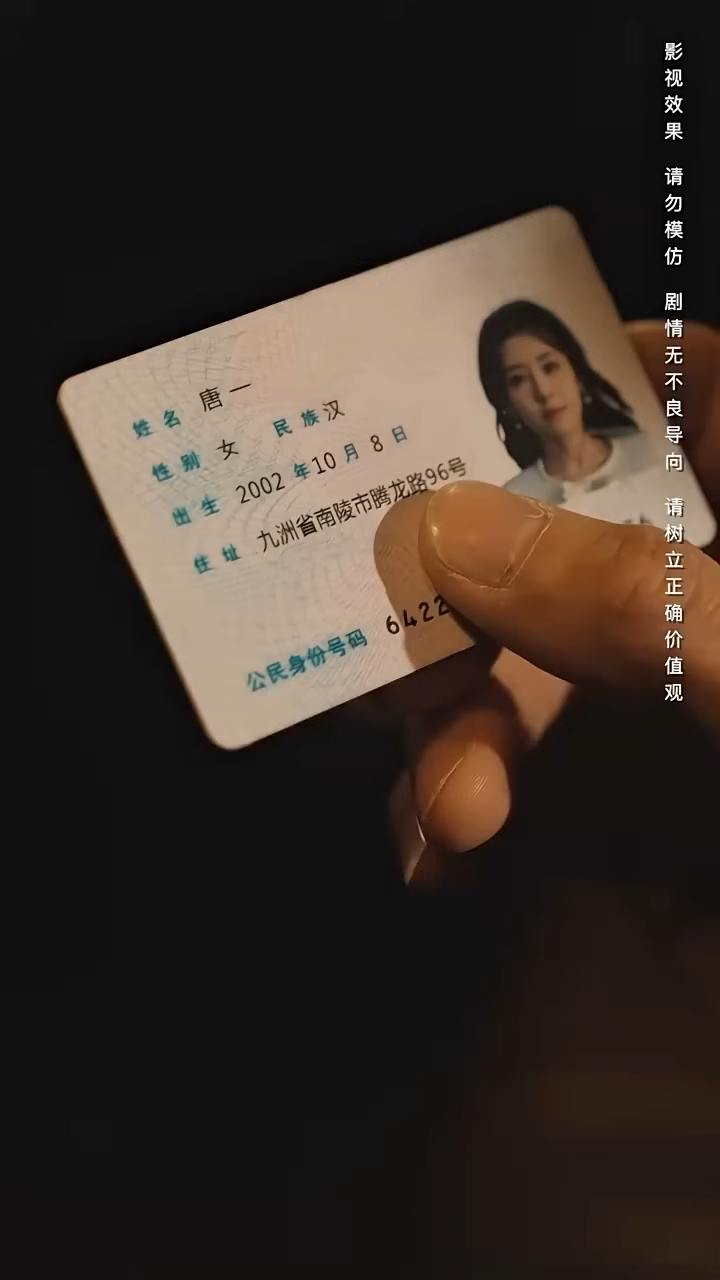 姓名 唐一
性别 女 民族 汉
出生 2002 年 10 月 8 日
住址 九洲省南陵市腾龙路96号
公民身份号码 6422
影视效果 请勿模仿 剧情无不良导向 请树立正确价值观